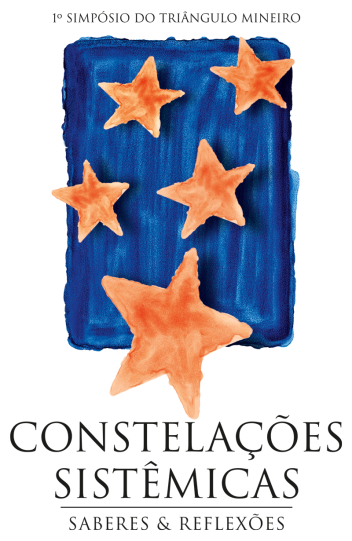 1º SIMPÓSIO DO TRIÂNGULO MINEIRO
CONSTELAÇÕES
SISTÊMICAS
SABERES & REFLEXÕES